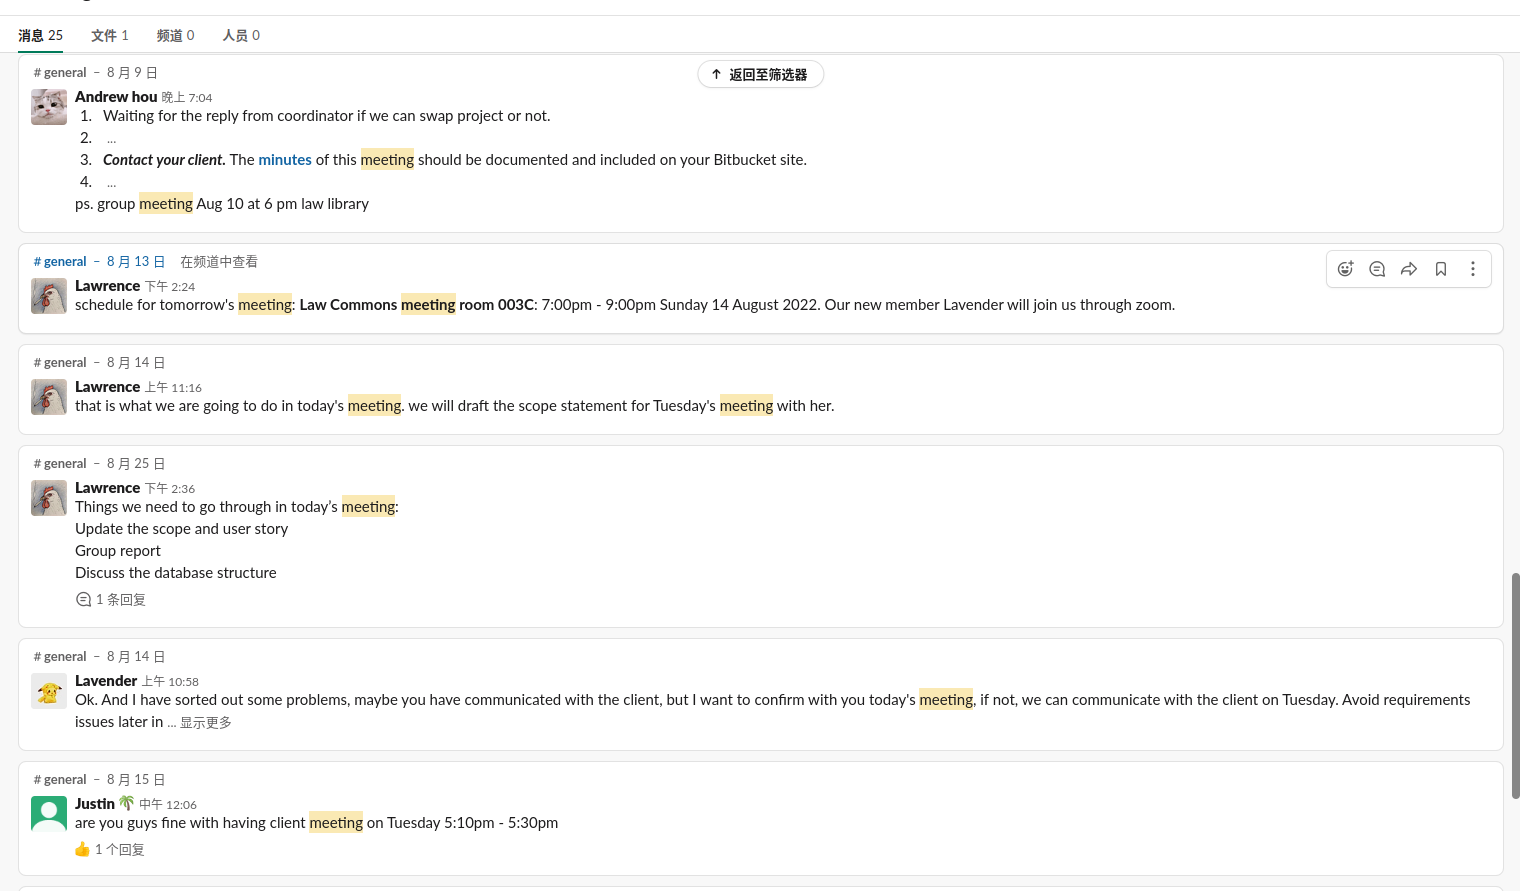 消息 25 文件 1 频道 0 人员 0
# general – 8 月 9 日
↑ 返回至筛选器
Andrew hou 晚上 7:04
1. Waiting for the reply from coordinator if we can swap project or not.
2. ...
3. Contact your client. The minutes of this meeting should be documented and included on your Bitbucket site.
4. ...
ps. group meeting Aug 10 at 6 pm law library
# general – 8 月 13 日 在频道中查看
Lawrence 下午 2:24
schedule for tomorrow's meeting: Law Commons meeting room 003C: 7:00pm - 9:00pm Sunday 14 August 2022. Our new member Lavender will join us through zoom.
# general – 8 月 14 日
Lawrence 上午 11:16
that is what we are going to do in today's meeting. we will draft the scope statement for Tuesday's meeting with her.
# general – 8 月 25 日
Lawrence 下午 2:36
Things we need to go through in today’s meeting:
Update the scope and user story
Group report
Discuss the database structure
1 条回复
# general – 8 月 14 日
Lavender 上午 10:58
Ok. And I have sorted out some problems, maybe you have communicated with the client, but I want to confirm with you today's meeting, if not, we can communicate with the client on Tuesday. Avoid requirements
issues later in ... 显示更多
# general – 8 月 15 日
Justin 🌴 中午 12:06
are you guys fine with having client meeting on Tuesday 5:10pm - 5:30pm
👍 1 个回复